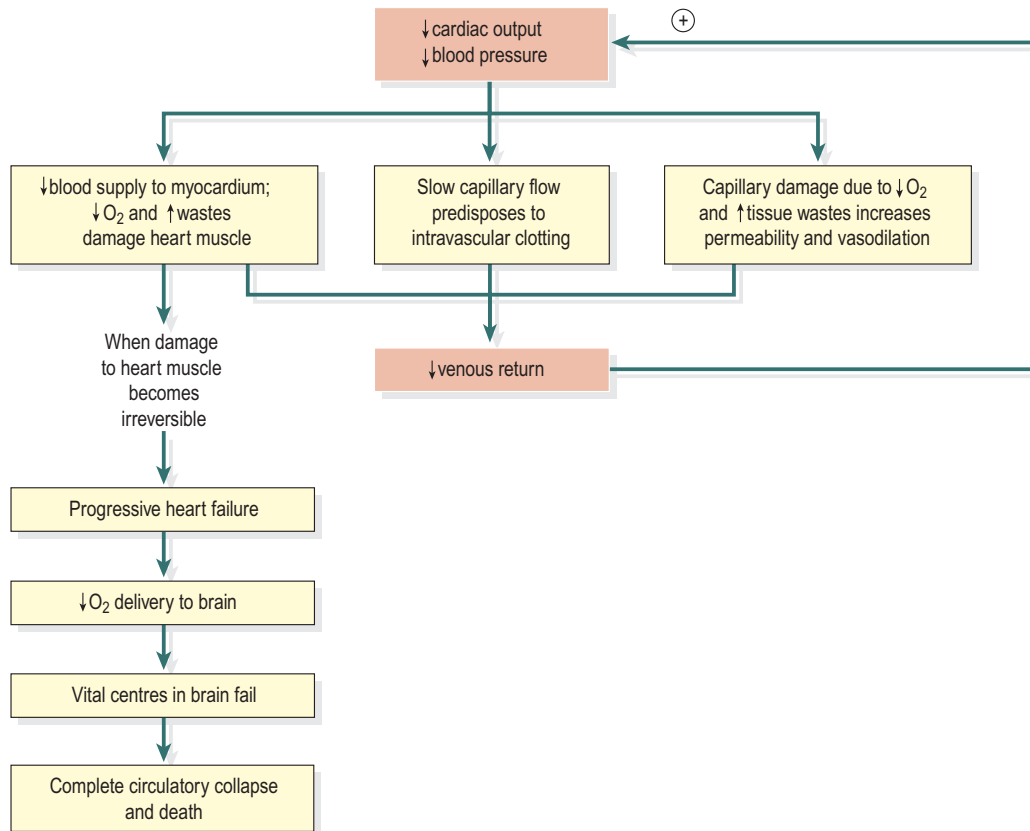 ↓cardiac output
↓blood pressure
+
↓blood supply to myocardium;
↓O₂ and ↑wastes
damage heart muscle
Slow capillary flow
predisposes to
intravascular clotting
Capillary damage due to ↓O₂
and ↑tissue wastes increases
permeability and vasodilation
When damage
to heart muscle
becomes
irreversible
↓venous return
Progressive heart failure
↓O₂ delivery to brain
Vital centres in brain fail
Complete circulatory collapse
and death